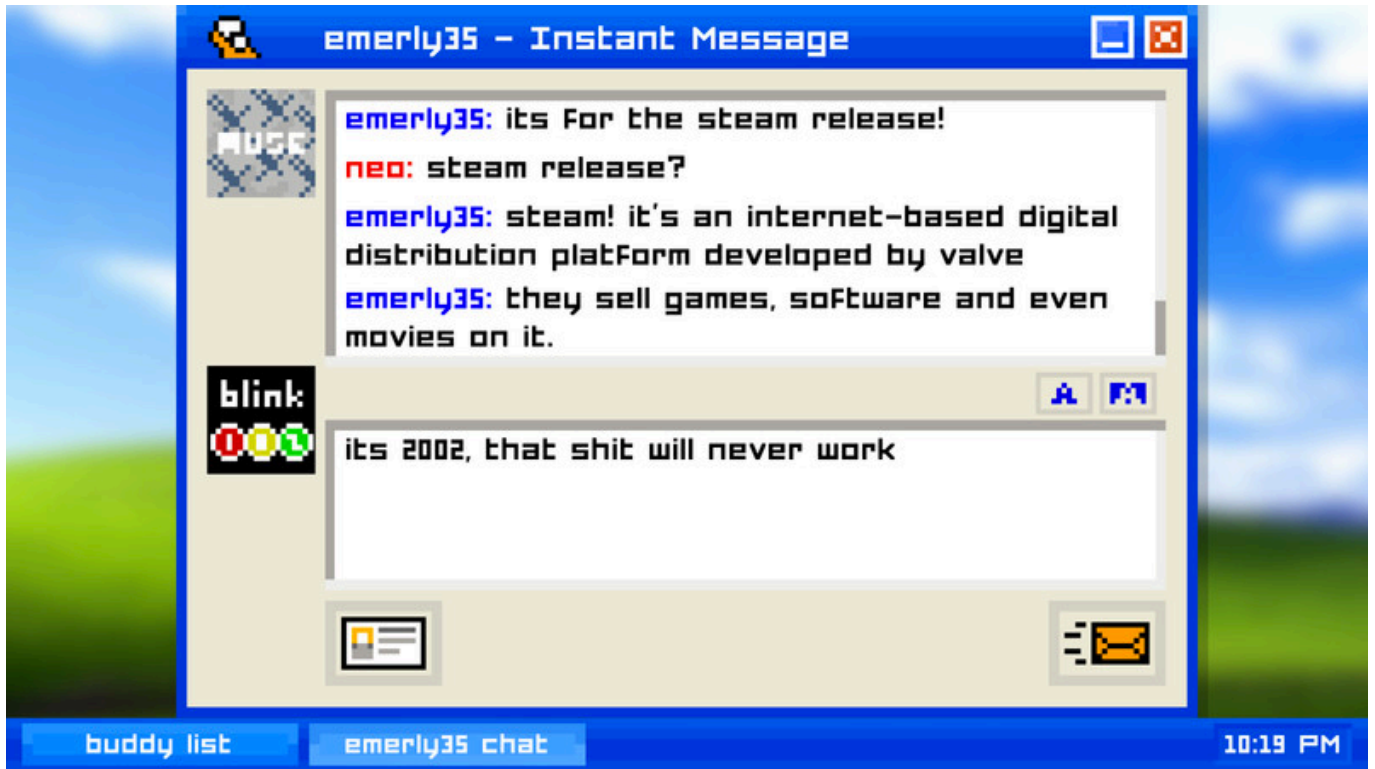 emerly35 – Instant Message
MUSE
emerly35: its for the steam release!
neo: steam release?
emerly35: steam! it's an internet-based digital
distribution platform developed by valve
emerly35: they sell games, software and even
movies on it.
blink
182
A
its 2002, that shit will never work
buddy list
emerly35 chat
10:19 PM